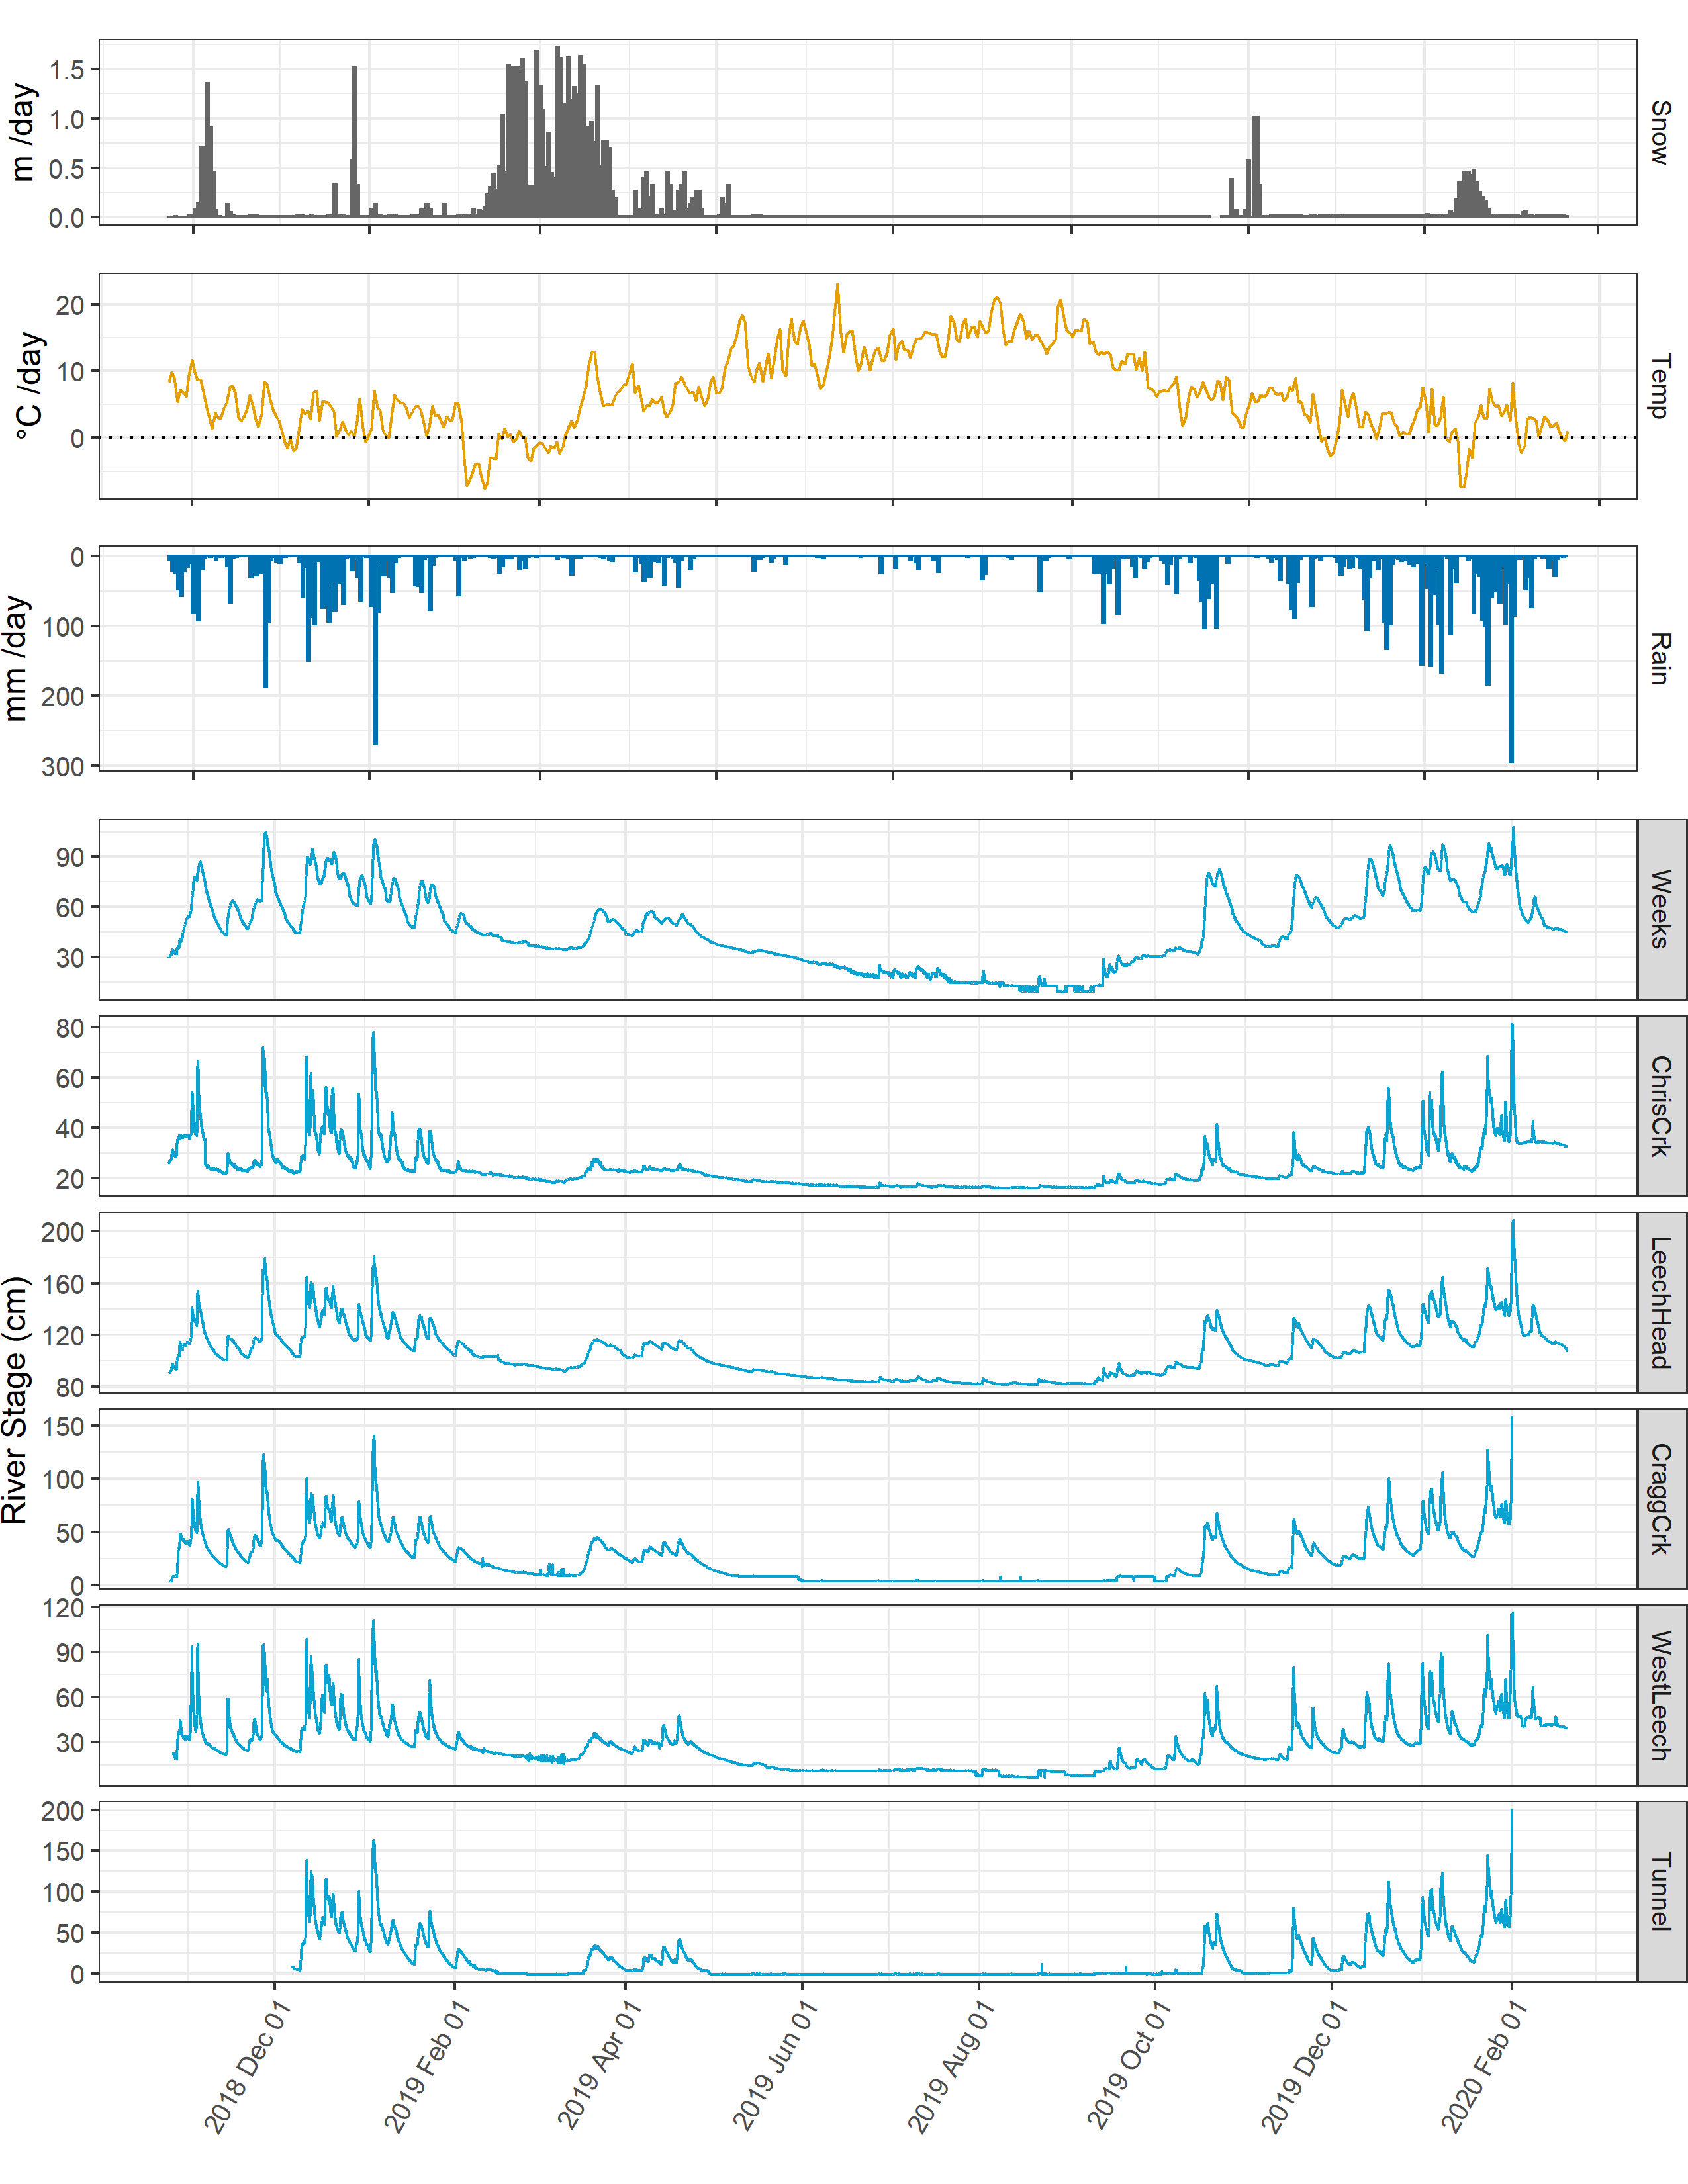 m /day
1.5
1.0
0.5
0.0
Snow
°C /day
20
10
0
Temp
mm /day
0
100
200
300
Rain
River Stage (cm)
90
60
30
Weeks
80
60
40
20
ChrisCrk
200
160
120
80
LeechHead
150
100
50
0
CraggCrk
120
90
60
30
WestLeech
200
150
100
50
0
Tunnel
2018 Dec 01
2019 Feb 01
2019 Apr 01
2019 Jun 01
2019 Aug 01
2019 Oct 01
2019 Dec 01
2020 Feb 01